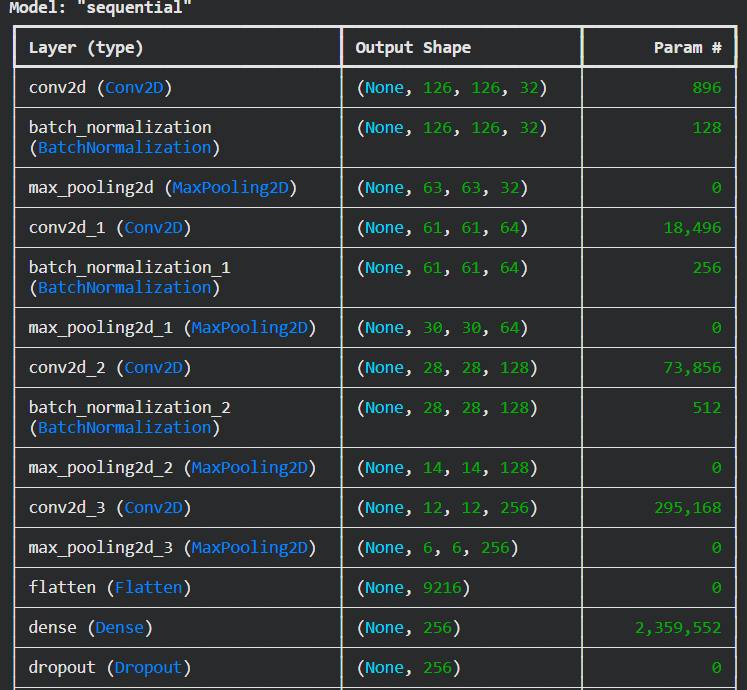 Model: "sequential"
Layer (type) Output Shape Param #
conv2d (Conv2D) (None, 126, 126, 32) 896
batch_normalization (None, 126, 126, 32) 128
(BatchNormalization)
max_pooling2d (MaxPooling2D) (None, 63, 63, 32) 0
conv2d_1 (Conv2D) (None, 61, 61, 64) 18,496
batch_normalization_1 (None, 61, 61, 64) 256
(BatchNormalization)
max_pooling2d_1 (MaxPooling2D) (None, 30, 30, 64) 0
conv2d_2 (Conv2D) (None, 28, 28, 128) 73,856
batch_normalization_2 (None, 28, 28, 128) 512
(BatchNormalization)
max_pooling2d_2 (MaxPooling2D) (None, 14, 14, 128) 0
conv2d_3 (Conv2D) (None, 12, 12, 256) 295,168
max_pooling2d_3 (MaxPooling2D) (None, 6, 6, 256) 0
flatten (Flatten) (None, 9216) 0
dense (Dense) (None, 256) 2,359,552
dropout (Dropout) (None, 256) 0